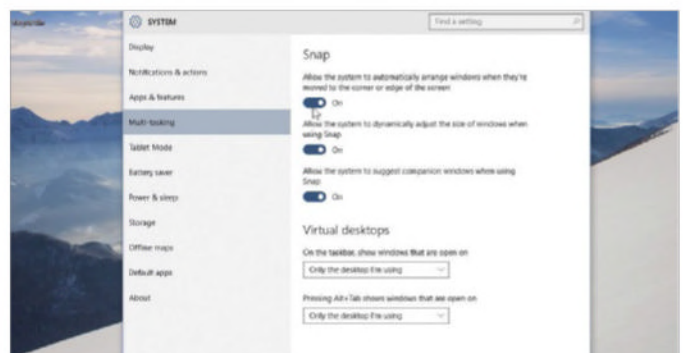 SYSTEM
Find a setting
Display
Notifications & actions
Apps & features
Multi-tasking
Tablet Mode
Battery saver
Power & sleep
Storage
Offline maps
Default apps
About
Snap
Allow the system to automatically arrange windows when they're
moved to the corner or edge of the screen
On
Allow the system to dynamically adjust the size of windows when
using Snap
On
Allow the system to suggest companion windows when using
Snap
On
Virtual desktops
On the taskbar, show windows that are open on
Only the desktop I'm using
Pressing Alt+Tab shows windows that are open on
Only the desktop I'm using